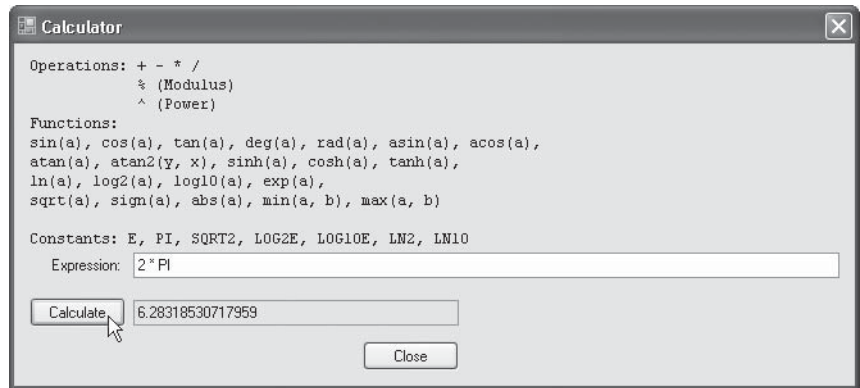 Calculator
Operations: + - * /
% (Modulus)
^ (Power)
Functions:
sin(a), cos(a), tan(a), deg(a), rad(a), asin(a), acos(a),
atan(a), atan2(y, x), sinh(a), cosh(a), tanh(a),
ln(a), log2(a), log10(a), exp(a),
sqrt(a), sign(a), abs(a), min(a, b), max(a, b)
Constants: E, PI, SQRT2, LOG2E, LOG10E, LN2, LN10
Expression: 2 * PI
Calculate 6.28318530717959
Close